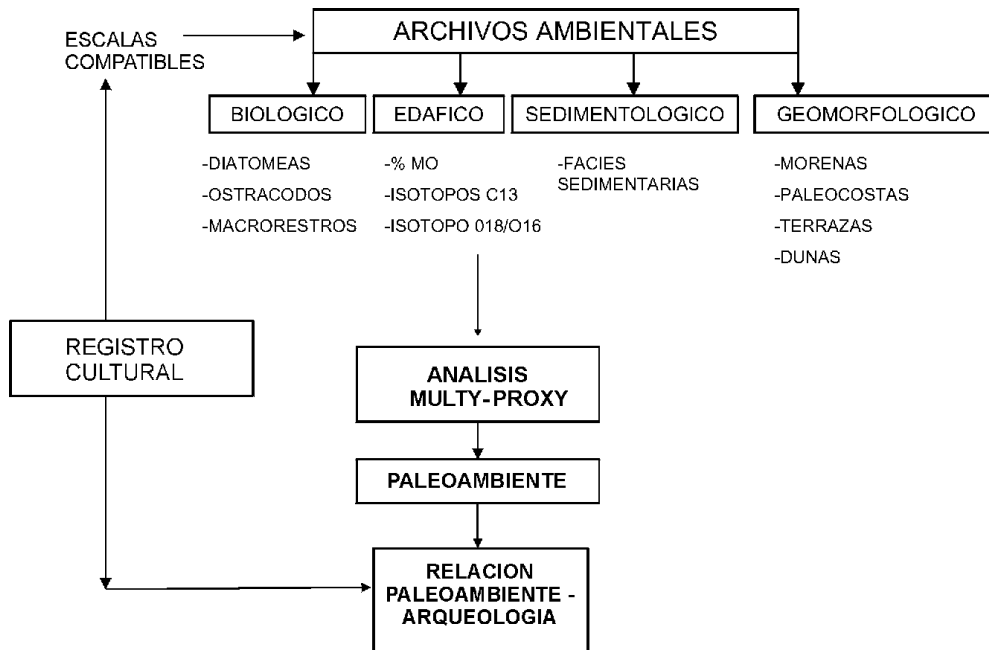 ARCHIVOS AMBIENTALES
ESCALAS
COMPATIBLES
BIOLOGICO
-DIATOMEAS
-OSTRACODOS
-MACRORESTROS
EDAFICO
-% MO
-ISOTOPOS C13
-ISOTOPO 018/O16
SEDIMENTOLOGICO
-FACIES
SEDIMENTARIAS
GEOMORFOLOGICO
-MORENAS
-PALEOCOSTAS
-TERRAZAS
-DUNAS
REGISTRO
CULTURAL
ANALISIS
MULTY-PROXY
PALEOAMBIENTE
RELACION
PALEOAMBIENTE -
ARQUEOLOGIA